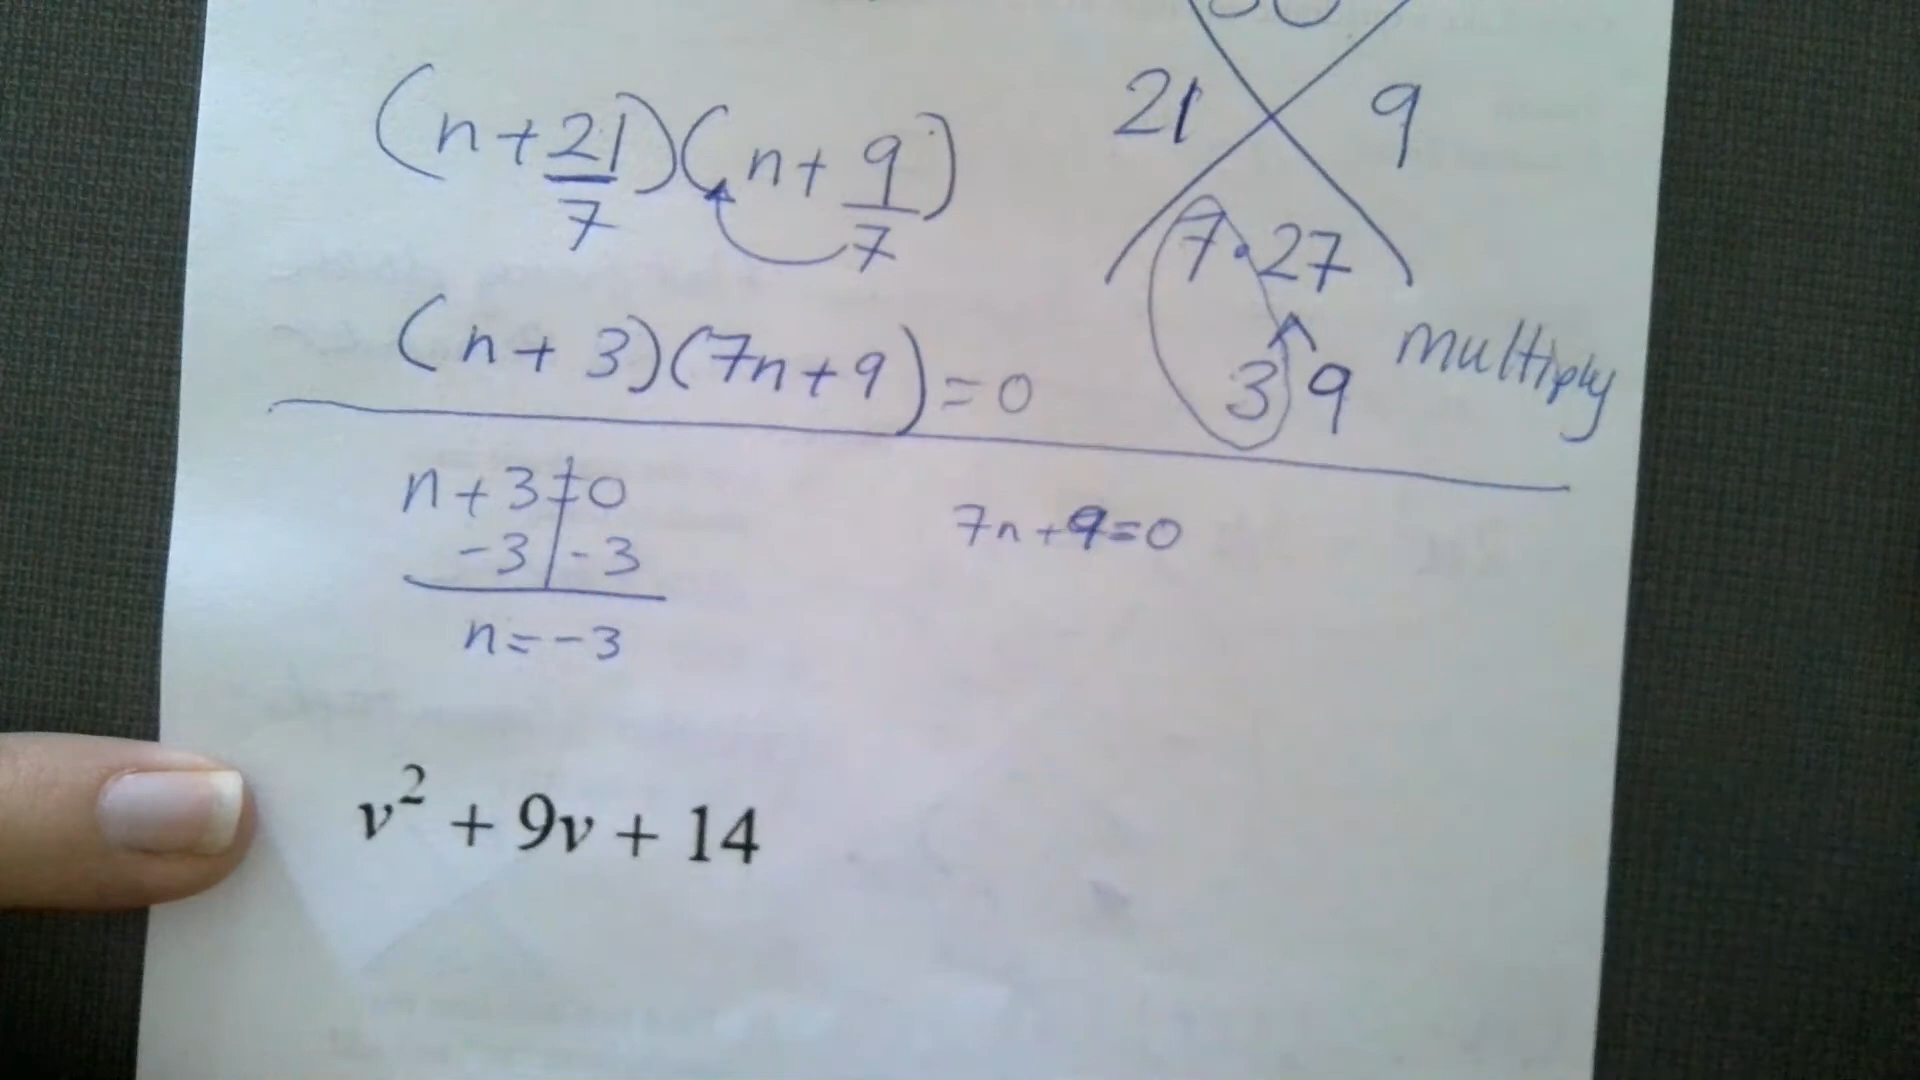 21 9
(n + 21/7)(n + 9/7)
7 · 27
(n + 3)(7n + 9) = 0
3 9 multiply
n + 3 = 0
7n + 9 = 0
-3 | -3
n = -3
v² + 9v + 14